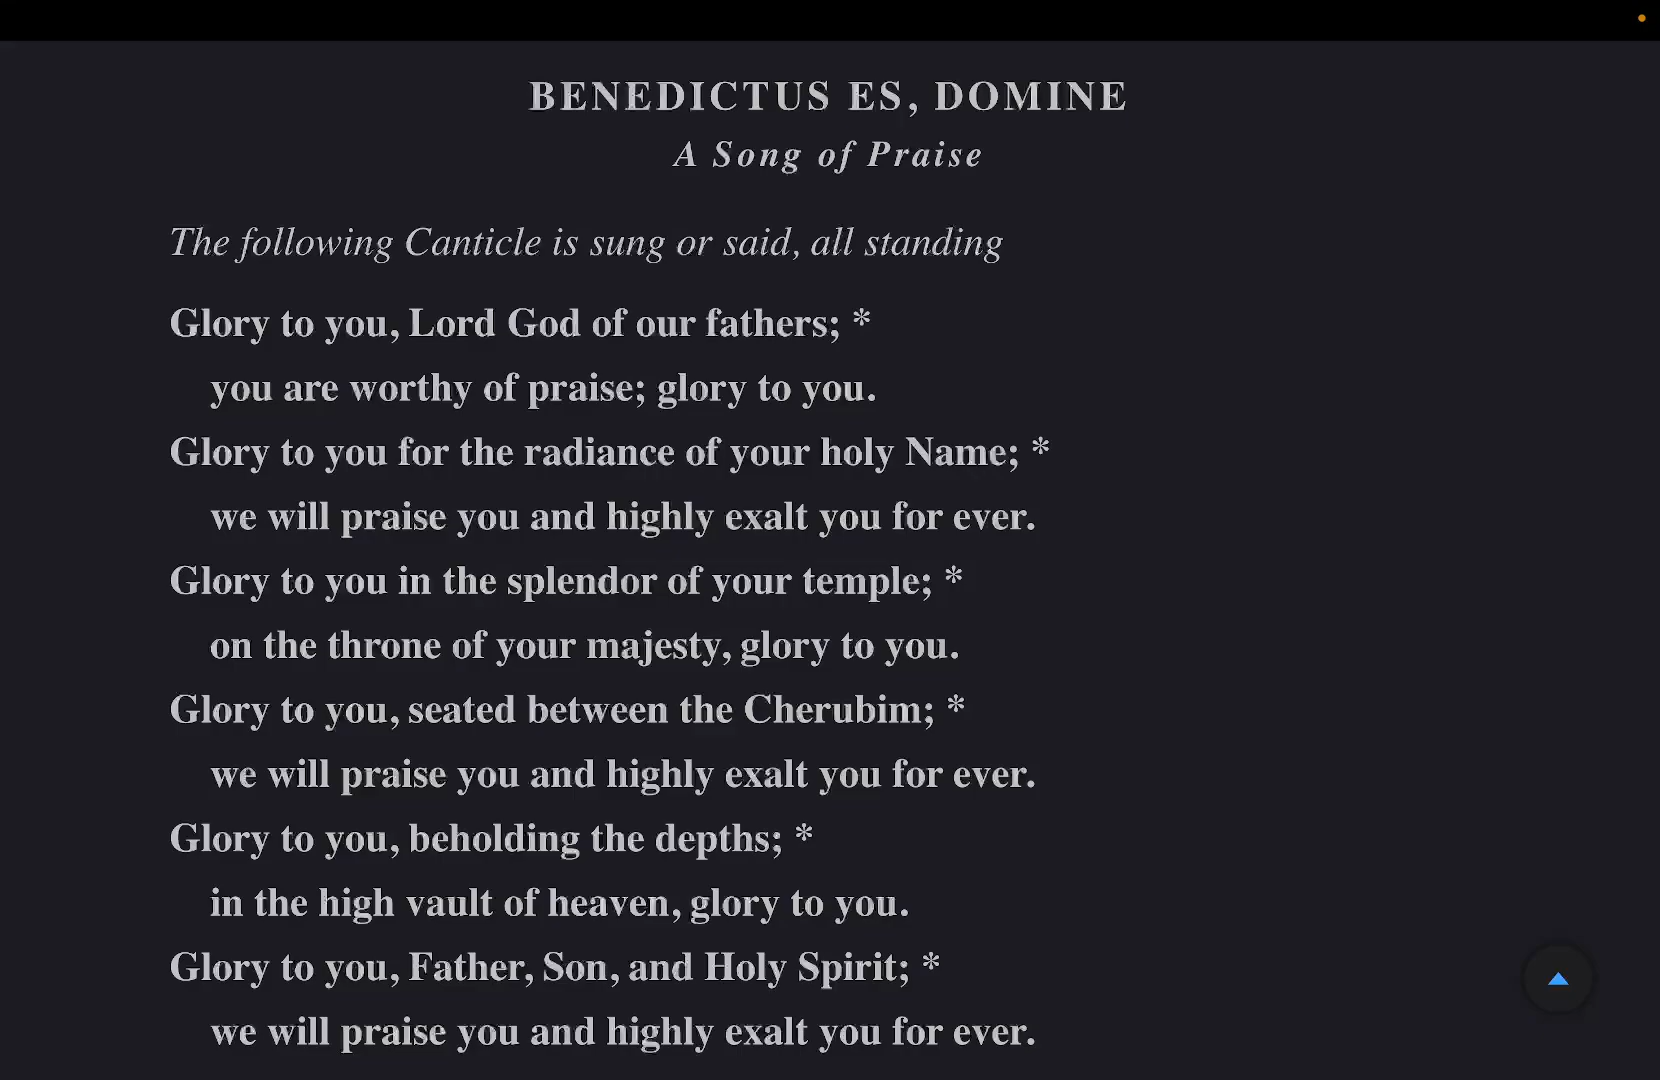 BENEDICTUS ES, DOMINE
A Song of Praise
The following Canticle is sung or said, all standing
Glory to you, Lord God of our fathers; *
you are worthy of praise; glory to you.
Glory to you for the radiance of your holy Name; *
we will praise you and highly exalt you for ever.
Glory to you in the splendor of your temple; *
on the throne of your majesty, glory to you.
Glory to you, seated between the Cherubim; *
we will praise you and highly exalt you for ever.
Glory to you, beholding the depths; *
in the high vault of heaven, glory to you.
Glory to you, Father, Son, and Holy Spirit; *
we will praise you and highly exalt you for ever.